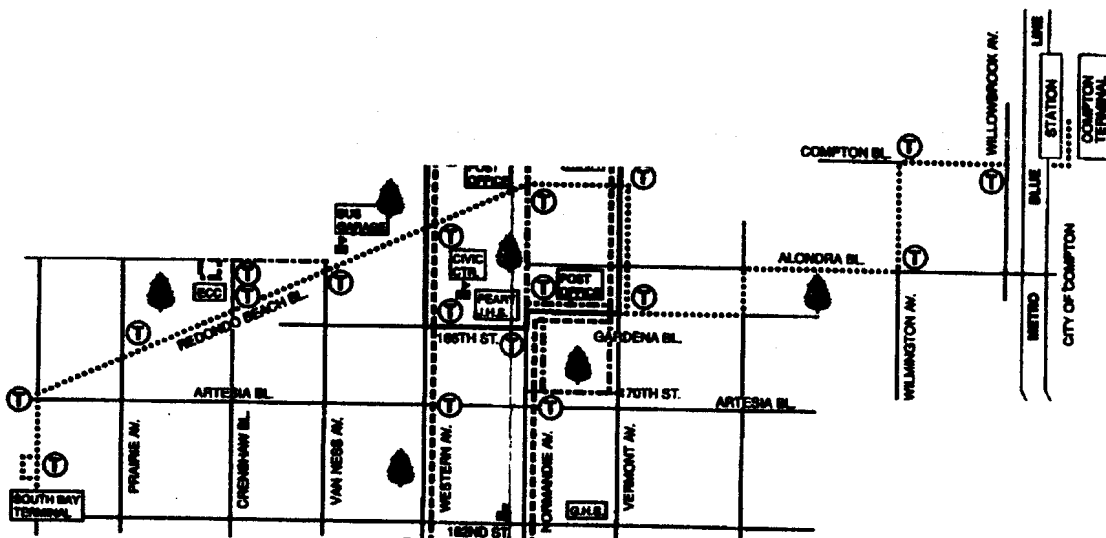 WILLOWBROOK AV.
LINE
STATION
COMPTON
TERMINAL
T
COMPTON BL.
T
POST
OFFICE
T
T
BLUE
BUS
GARAGE
T
T
CIVIC
CTR.
ALONDRA BL.
T
T
ECC
T
T
T
POST
OFFICE
T
PEARY
J.H.S.
T
REDONDO BEACH BL.
T
METRO
CITY OF COMPTON
T
166TH ST.
T
GARDENA BL.
WILMINGTON AV.
T
ARTESIA BL.
T
T
170TH ST.
ARTESIA BL.
PRAIRIE AV.
CRENSHAW BL.
VAN NESS AV.
WESTERN AV.
NORMANDIE AV.
VERMONT AV.
T
SOUTH BAY
TERMINAL
G.H.S.
182ND ST.